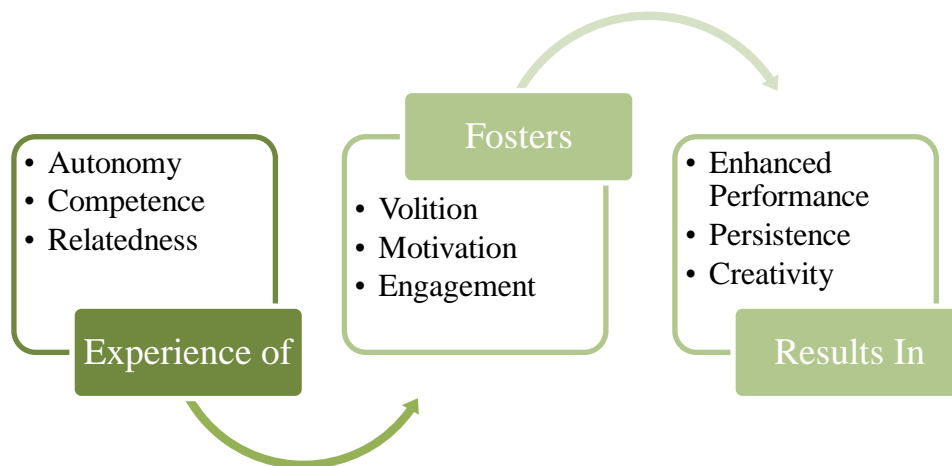 • Autonomy
• Competence
• Relatedness
Experience of
Fosters
• Volition
• Motivation
• Engagement
• Enhanced
Performance
• Persistence
• Creativity
Results In